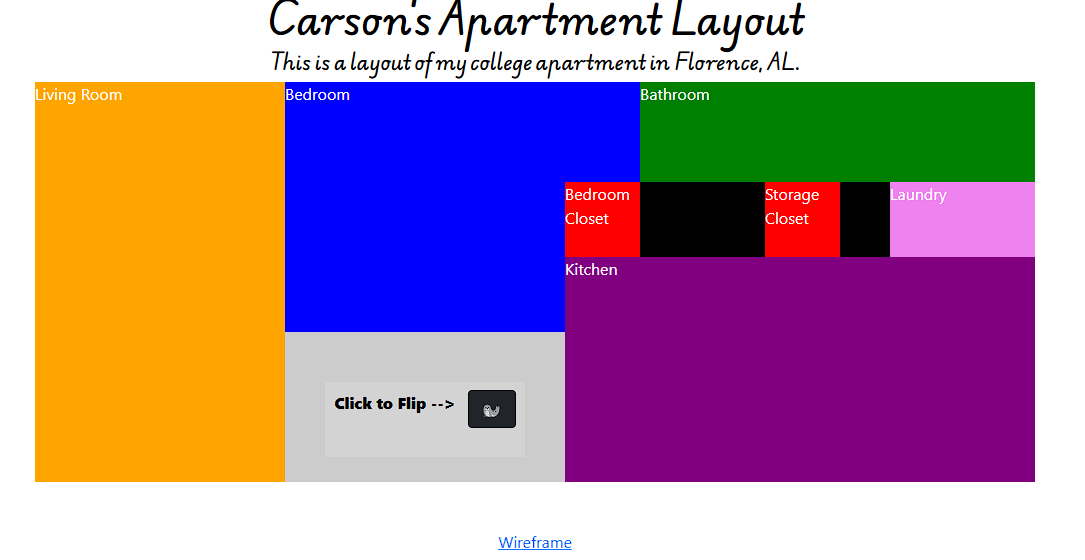 Carson's Apartment Layout
This is a layout of my college apartment in Florence, AL.
Living Room
Bedroom
Bathroom
Bedroom
Closet
Storage
Closet
Laundry
Kitchen
Click to Flip -->
Wireframe